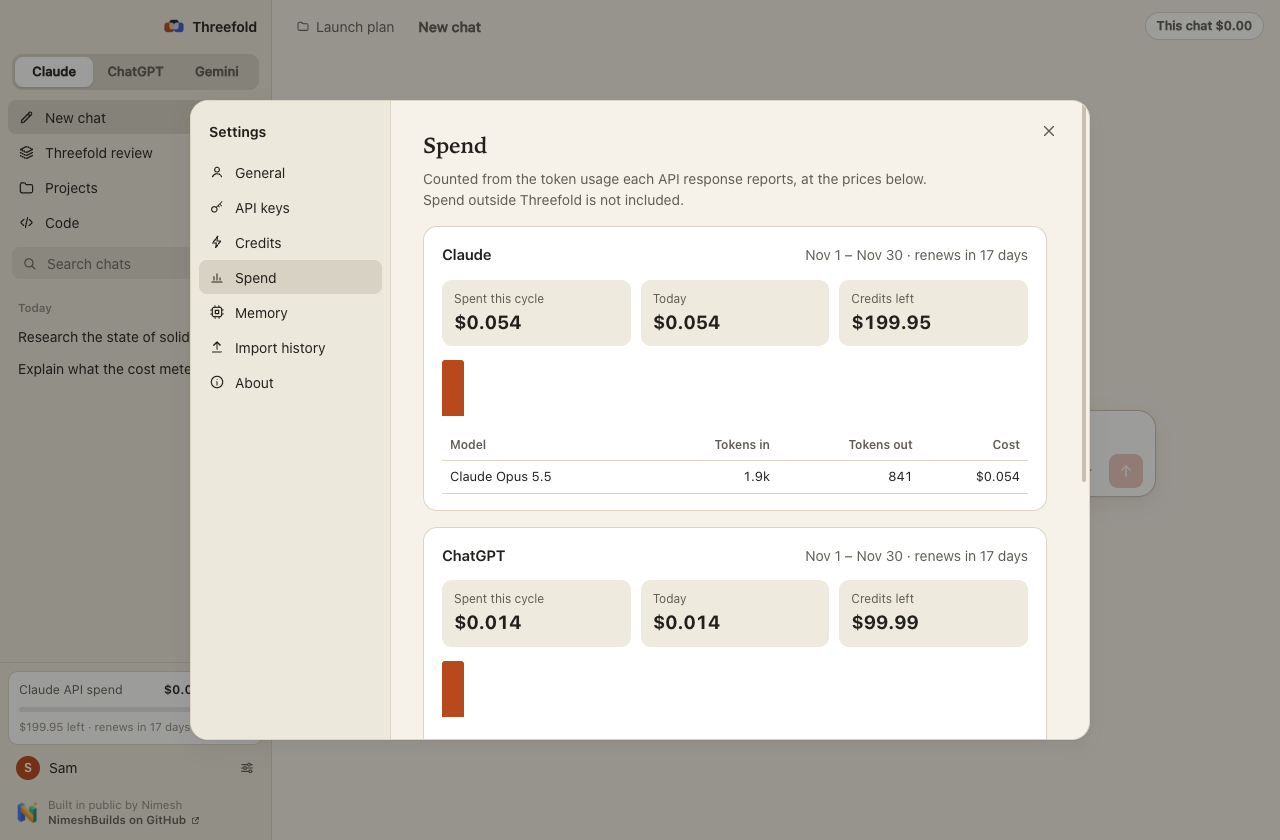 Threefold
Launch plan
New chat
This chat $0.00
Claude
ChatGPT
Gemini
New chat
Threefold review
Projects
Code
Search chats
Today
Research the state of solid
Explain what the cost mete
Claude API spend
$0.0
$199.95 left · renews in 17 days
S
Sam
Built in public by Nimesh
NimeshBuilds on GitHub
Settings
General
API keys
Credits
Spend
Memory
Import history
About
Spend
Counted from the token usage each API response reports, at the prices below.
Spend outside Threefold is not included.
Claude
Nov 1 – Nov 30 · renews in 17 days
Spent this cycle
$0.054
Today
$0.054
Credits left
$199.95
Model Tokens in Tokens out Cost
Claude Opus 5.5 1.9k 841 $0.054
ChatGPT
Nov 1 – Nov 30 · renews in 17 days
Spent this cycle
$0.014
Today
$0.014
Credits left
$99.99